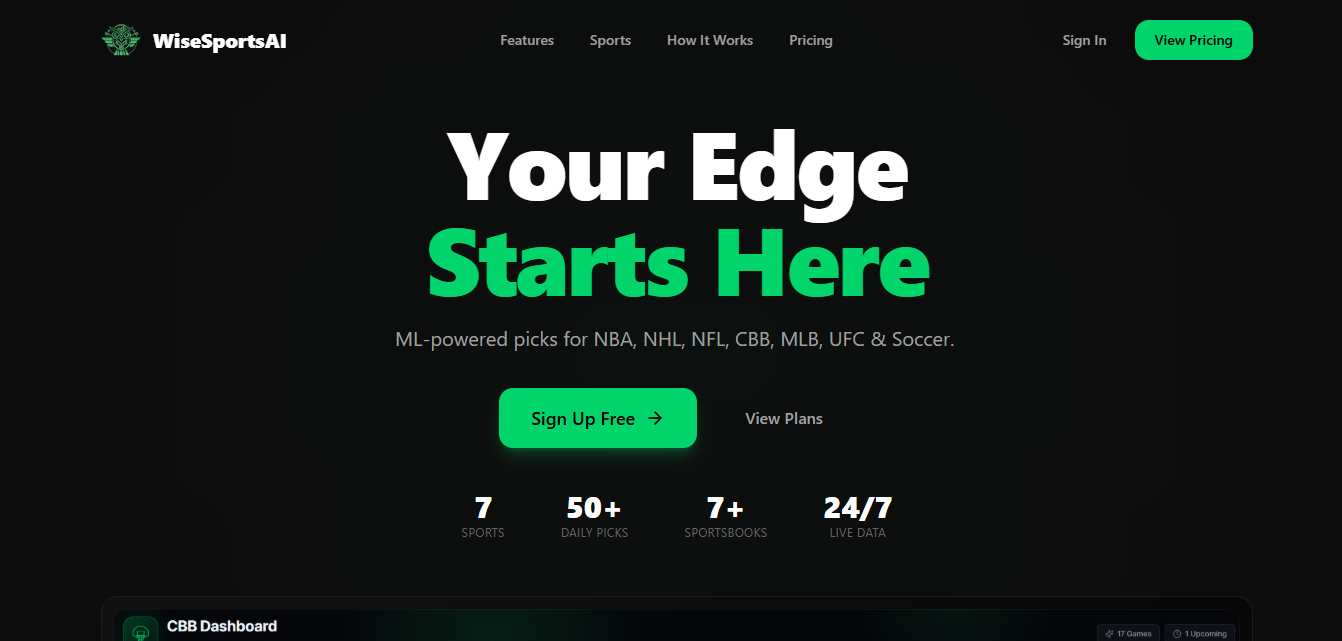 WiseSportsAI
Features Sports How It Works Pricing
Sign In View Pricing
Your Edge
Starts Here
ML-powered picks for NBA, NHL, NFL, CBB, MLB, UFC & Soccer.
Sign Up Free → View Plans
7 50+ 7+ 24/7
SPORTS DAILY PICKS SPORTSBOOKS LIVE DATA
CBB Dashboard
17 Games 1 Upcoming